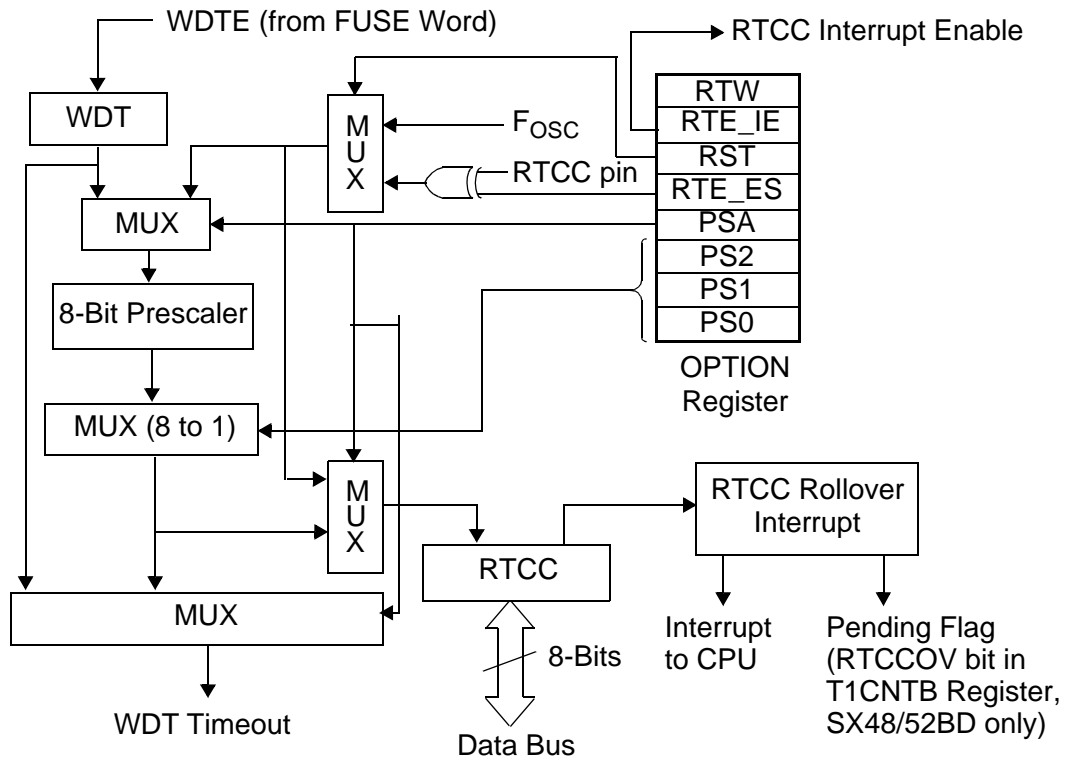 WDTE (from FUSE Word)
RTCC Interrupt Enable
WDT
MUX
FOSC
RTCC pin
RTW
RTE_IE
RST
RTE_ES
PSA
PS2
PS1
PS0
OPTION
Register
MUX
8-Bit Prescaler
MUX (8 to 1)
MUX
RTCC Rollover
Interrupt
RTCC
MUX
8-Bits
Interrupt
to CPU
Pending Flag
(RTCCOV bit in
T1CNTB Register,
SX48/52BD only)
WDT Timeout
Data Bus